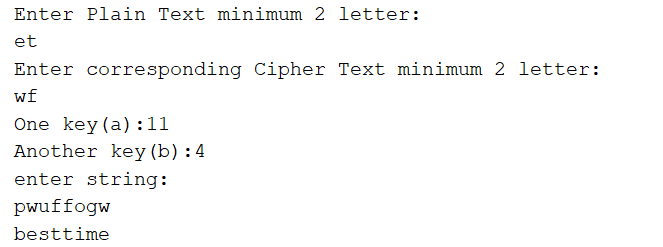 Enter Plain Text minimum 2 letter:
et
Enter corresponding Cipher Text minimum 2 letter:
wf
One key(a):11
Another key(b):4
enter string:
pwuffogw
besttime